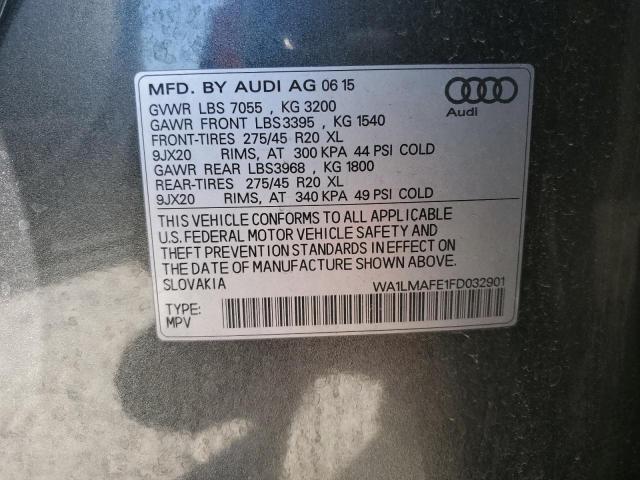 MFD. BY AUDI AG 06 15
GVWR LBS 7055 , KG 3200
GAWR FRONT LBS3395 , KG 1540
FRONT-TIRES 275/45 R20 XL
9JX20 RIMS, AT 300 KPA 44 PSI COLD
GAWR REAR LBS3968 , KG 1800
REAR-TIRES 275/45 R20 XL
9JX20 RIMS, AT 340 KPA 49 PSI COLD
Audi
THIS VEHICLE CONFORMS TO ALL APPLICABLE
U.S. FEDERAL MOTOR VEHICLE SAFETY AND
THEFT PREVENTION STANDARDS IN EFFECT ON
THE DATE OF MANUFACTURE SHOWN ABOVE.
SLOVAKIA
WA1LMAFE1FD032901
TYPE:
MPV